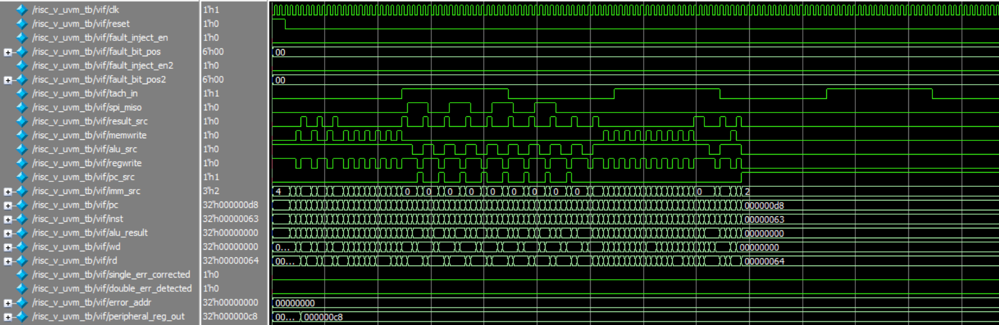 /risc_v_uvm_tb/vif/clk 1'h1
/risc_v_uvm_tb/vif/reset 1'h0
/risc_v_uvm_tb/vif/fault_inject_en 1'h0
/risc_v_uvm_tb/vif/fault_bit_pos 6'h00 00
/risc_v_uvm_tb/vif/fault_inject_en2 1'h0
/risc_v_uvm_tb/vif/fault_bit_pos2 6'h00 00
/risc_v_uvm_tb/vif/tach_in 1'h1
/risc_v_uvm_tb/vif/spi_miso 1'h0
/risc_v_uvm_tb/vif/result_src 1'h0
/risc_v_uvm_tb/vif/memwrite 1'h0
/risc_v_uvm_tb/vif/alu_src 1'h0
/risc_v_uvm_tb/vif/regwrite 1'h0
/risc_v_uvm_tb/vif/pc_src 1'h1
/risc_v_uvm_tb/vif/imm_src 3'h2 4 0 0 0 0 0 0 0 0 0 0 2
/risc_v_uvm_tb/vif/pc 32'h000000d8 000000d8
/risc_v_uvm_tb/vif/inst 32'h00000063 00000063
/risc_v_uvm_tb/vif/alu_result 32'h00000000 00000000
/risc_v_uvm_tb/vif/wd 32'h00000000 0... 00000000
/risc_v_uvm_tb/vif/rd 32'h00000064 00... 00000064
/risc_v_uvm_tb/vif/single_err_corrected 1'h0
/risc_v_uvm_tb/vif/double_err_detected 1'h0
/risc_v_uvm_tb/vif/error_addr 32'h00000000 00000000
/risc_v_uvm_tb/vif/peripheral_reg_out 32'h000000c8 00... 000000c8